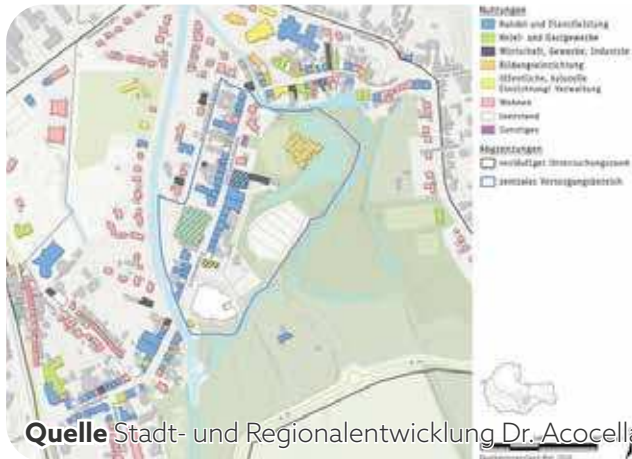 Nutzungen
Handel und Dienstleistung
Hotel- und Gastgewerbe
Wirtschaft, Gewerbe, Industrie
Bildungseinrichtung
öffentliche, kulturelle
Einrichtung/ Verwaltung
Wohnen
Leerstand
Sonstiges
Abgrenzungen
vorläufiger Untersuchungsraum
zentraler Versorgungsbereich
Quelle Stadt- und Regionalentwicklung Dr. Acocella